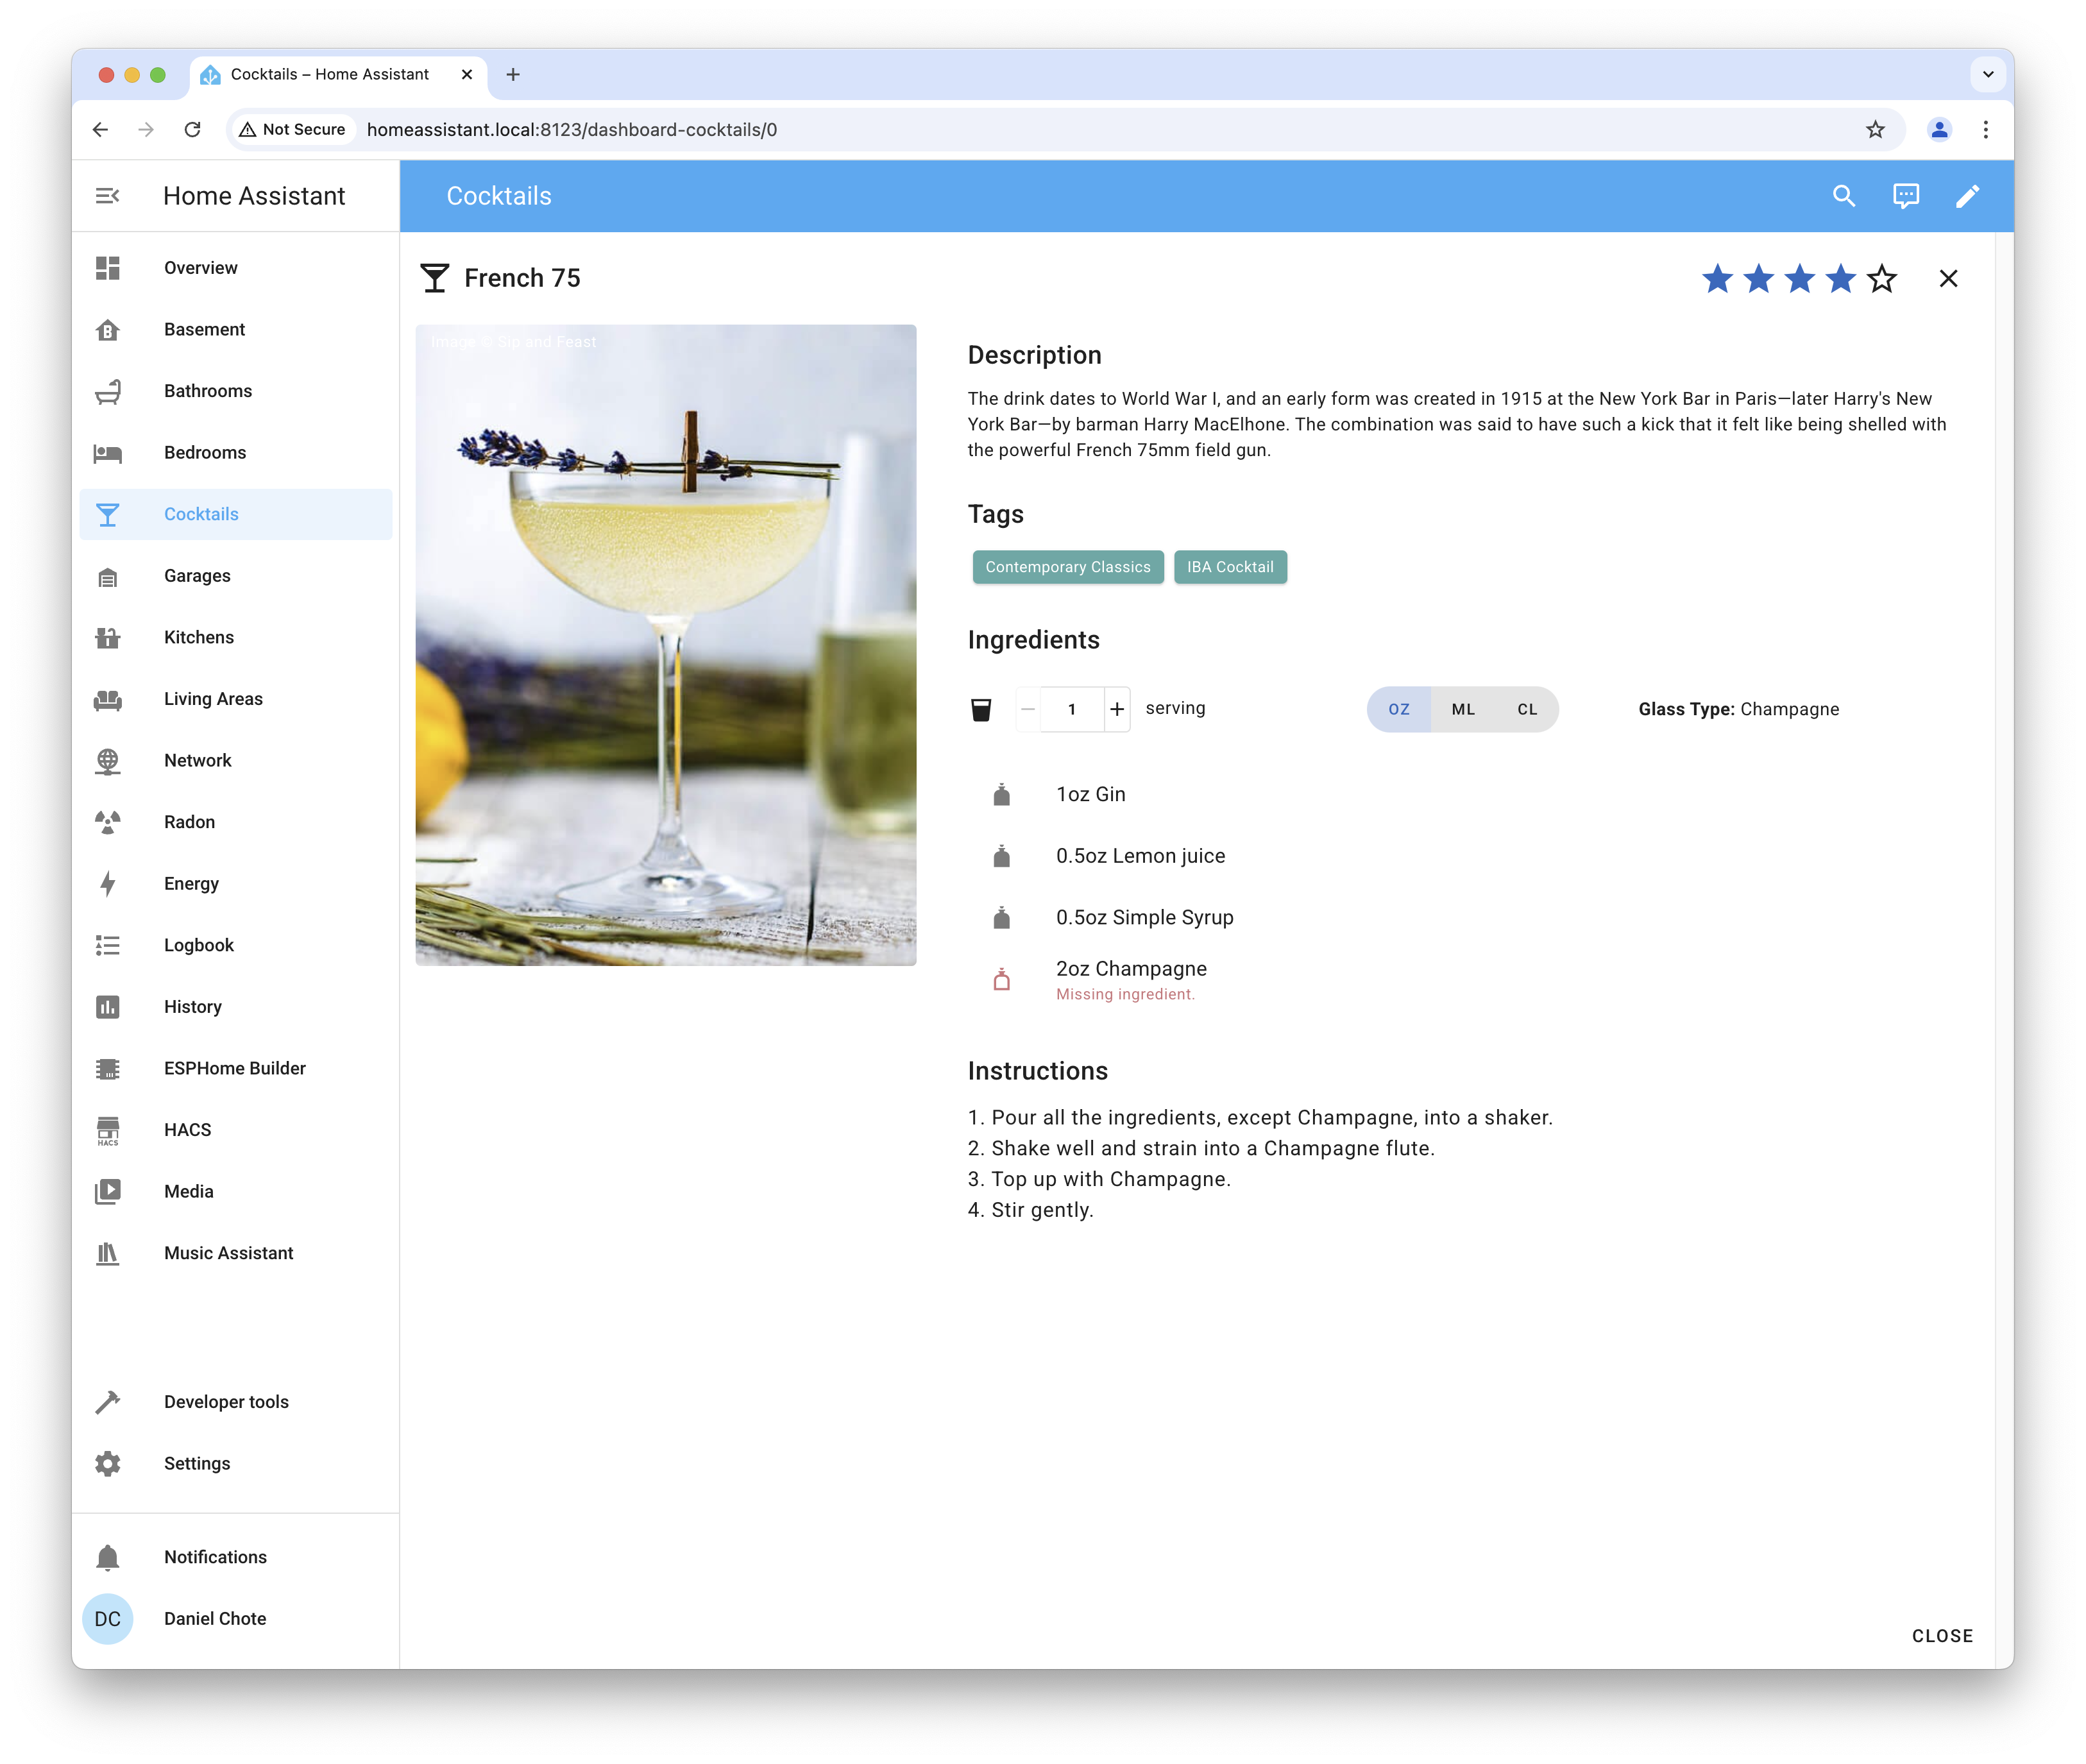 Cocktails – Home Assistant
Not Secure
homeassistant.local:8123/dashboard-cocktails/0
Home Assistant
Cocktails
Overview
Basement
Bathrooms
Bedrooms
Cocktails
Garages
Kitchens
Living Areas
Network
Radon
Energy
Logbook
History
ESPHome Builder
HACS
HACS
Media
Music Assistant
Developer tools
Settings
Notifications
DC
Daniel Chote
French 75
Image © Sip and Feast
Description
The drink dates to World War I, and an early form was created in 1915 at the New York Bar in Paris—later Harry's New
York Bar—by barman Harry MacElhone. The combination was said to have such a kick that it felt like being shelled with
the powerful French 75mm field gun.
Tags
Contemporary Classics
IBA Cocktail
Ingredients
1
serving
OZ
ML
CL
Glass Type: Champagne
1oz Gin
0.5oz Lemon juice
0.5oz Simple Syrup
2oz Champagne
Missing ingredient.
Instructions
1. Pour all the ingredients, except Champagne, into a shaker.
2. Shake well and strain into a Champagne flute.
3. Top up with Champagne.
4. Stir gently.
CLOSE